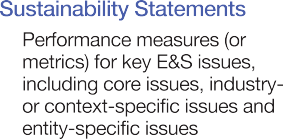 Sustainability Statements
Performance measures (or
metrics) for key E&S issues,
including core issues, industry-
or context-specific issues and
entity-specific issues